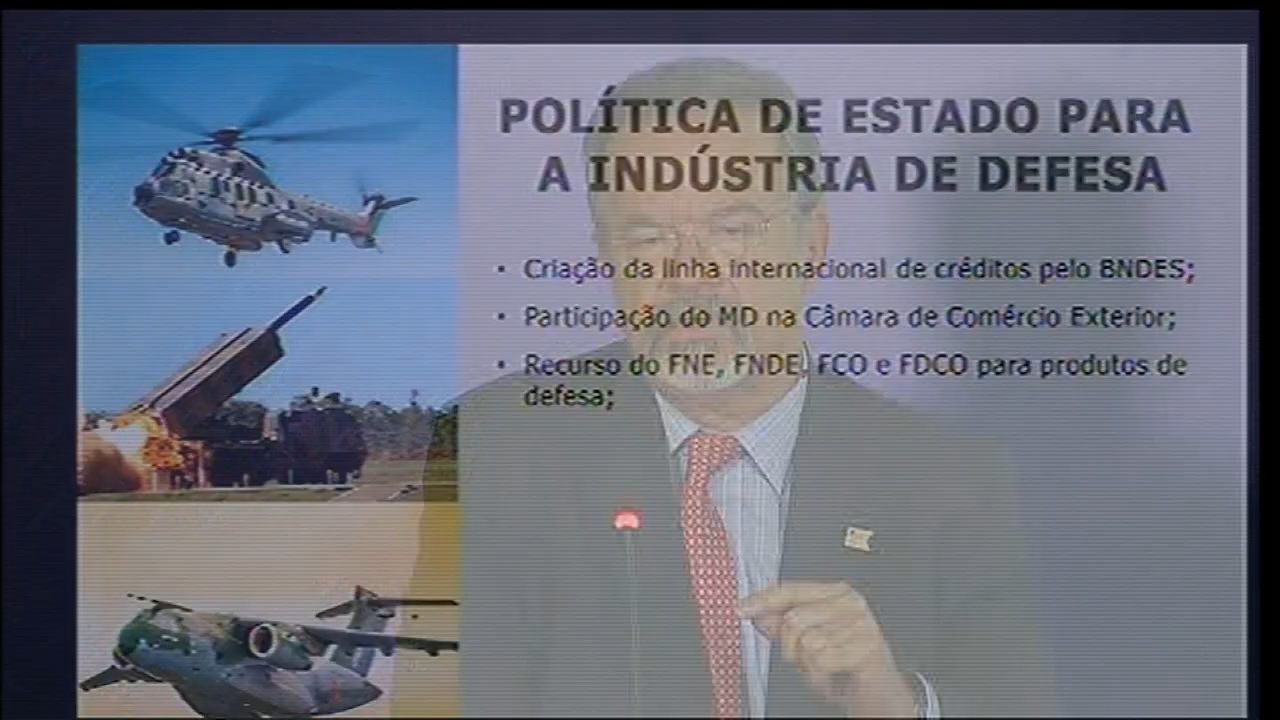 POLÍTICA DE ESTADO PARA
A INDÚSTRIA DE DEFESA
• Criação da linha internacional de créditos pelo BNDES;
• Participação do MD na Câmara de Comércio Exterior;
• Recurso do FNE, FNDE, FCO e FDCO para produtos de
defesa;